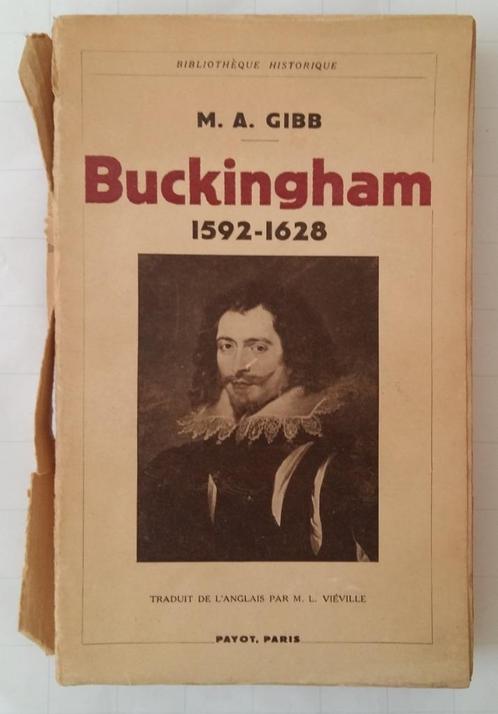 BIBLIOTHÈQUE HISTORIQUE
M. A. GIBB
Buckingham
1592-1628
TRADUIT DE L'ANGLAIS PAR M. L. VIÉVILLE
PAYOT, PARIS